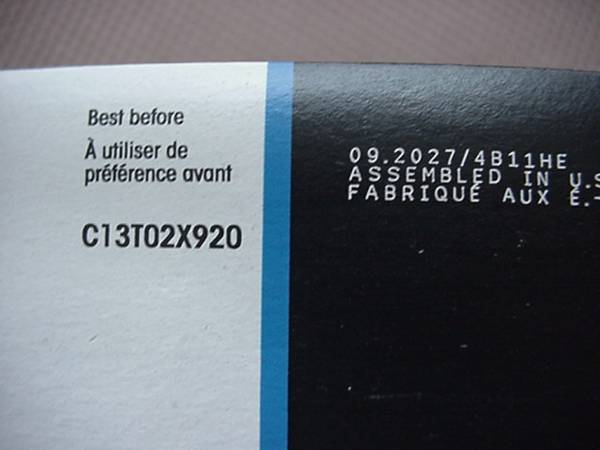 Best before
À utiliser de
préférence avant
C13T02X920
09.2027/4B11HE
ASSEMBLED IN U.S
FABRIQUÉ AUX É.-